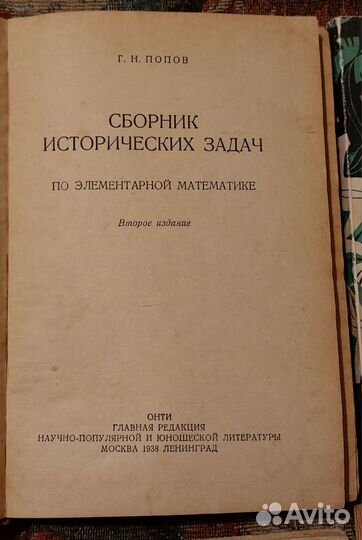 Г. Н. ПОПОВ
СБОРНИК
ИСТОРИЧЕСКИХ ЗАДАЧ
ПО ЭЛЕМЕНТАРНОЙ МАТЕМАТИКЕ
Второе издание
ОНТИ
ГЛАВНАЯ РЕДАКЦИЯ
НАУЧНО-ПОПУЛЯРНОЙ И ЮНОШЕСКОЙ ЛИТЕРАТУРЫ
МОСКВА 1938 ЛЕНИНГРАД
Avito